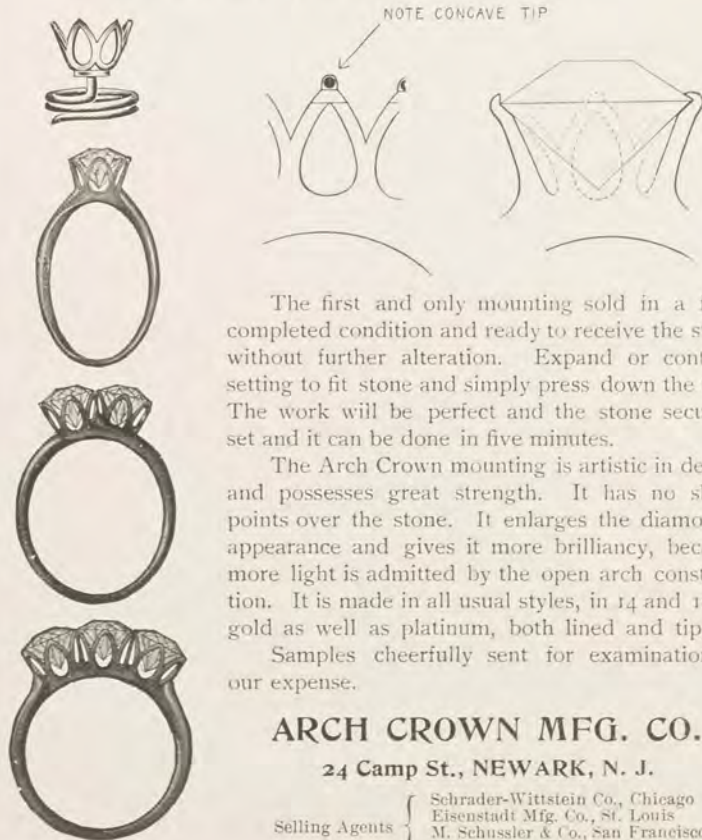 NOTE CONCAVE TIP
The first and only mounting sold in a
completed condition and ready to receive the
without further alteration. Expand or
setting to fit stone and simply press down the
The work will be perfect and the stone
set and it can be done in five minutes.
The Arch Crown mounting is artistic in
and possesses great strength. It has no
points over the stone. It enlarges the
appearance and gives it more brilliancy,
more light is admitted by the open arch
tion. It is made in all usual styles, in 14 and
gold as well as platinum, both lined and
Samples cheerfully sent for examination
our expense.
ARCH CROWN MFG. CO.
24 Camp St., NEWARK, N. J.
Selling Agents { Schrader-Wittstein Co., Chicago
Eisenstadt Mfg. Co., St. Louis
M. Schussler & Co., San Francisco